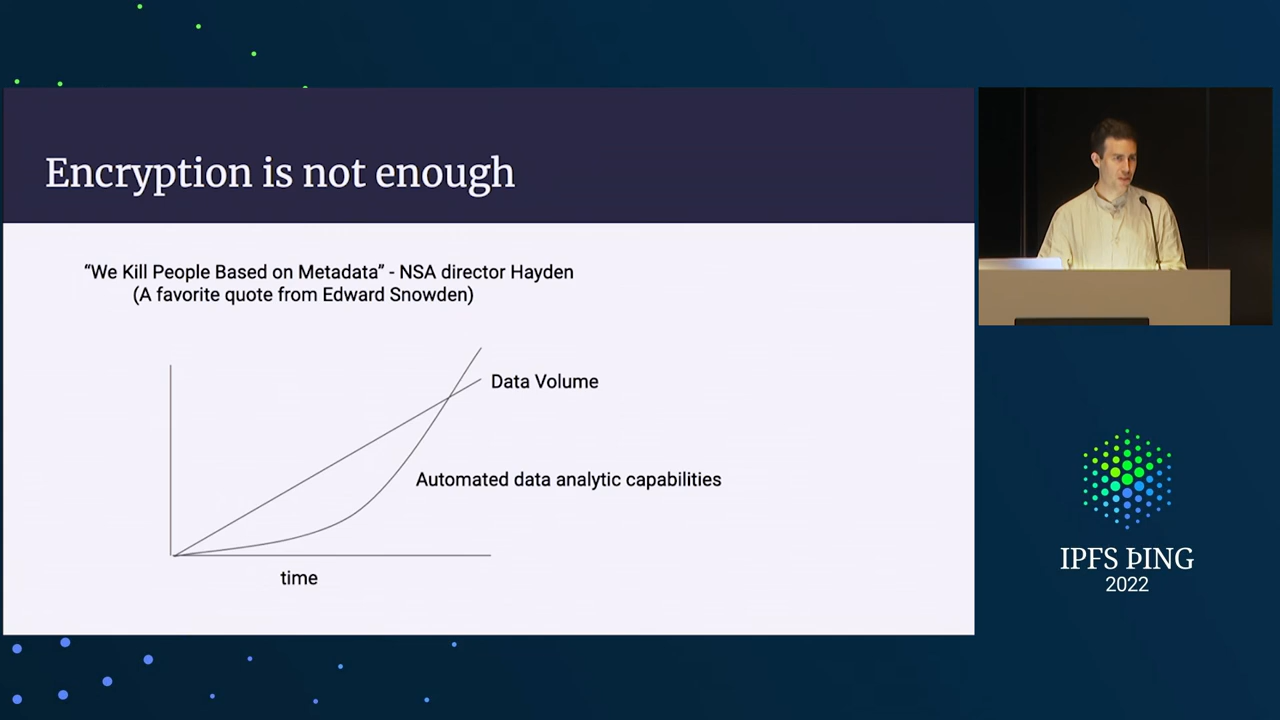 Encryption is not enough
“We Kill People Based on Metadata” - NSA director Hayden
(A favorite quote from Edward Snowden)
Data Volume
Automated data analytic capabilities
time
IPFS ÞING
2022